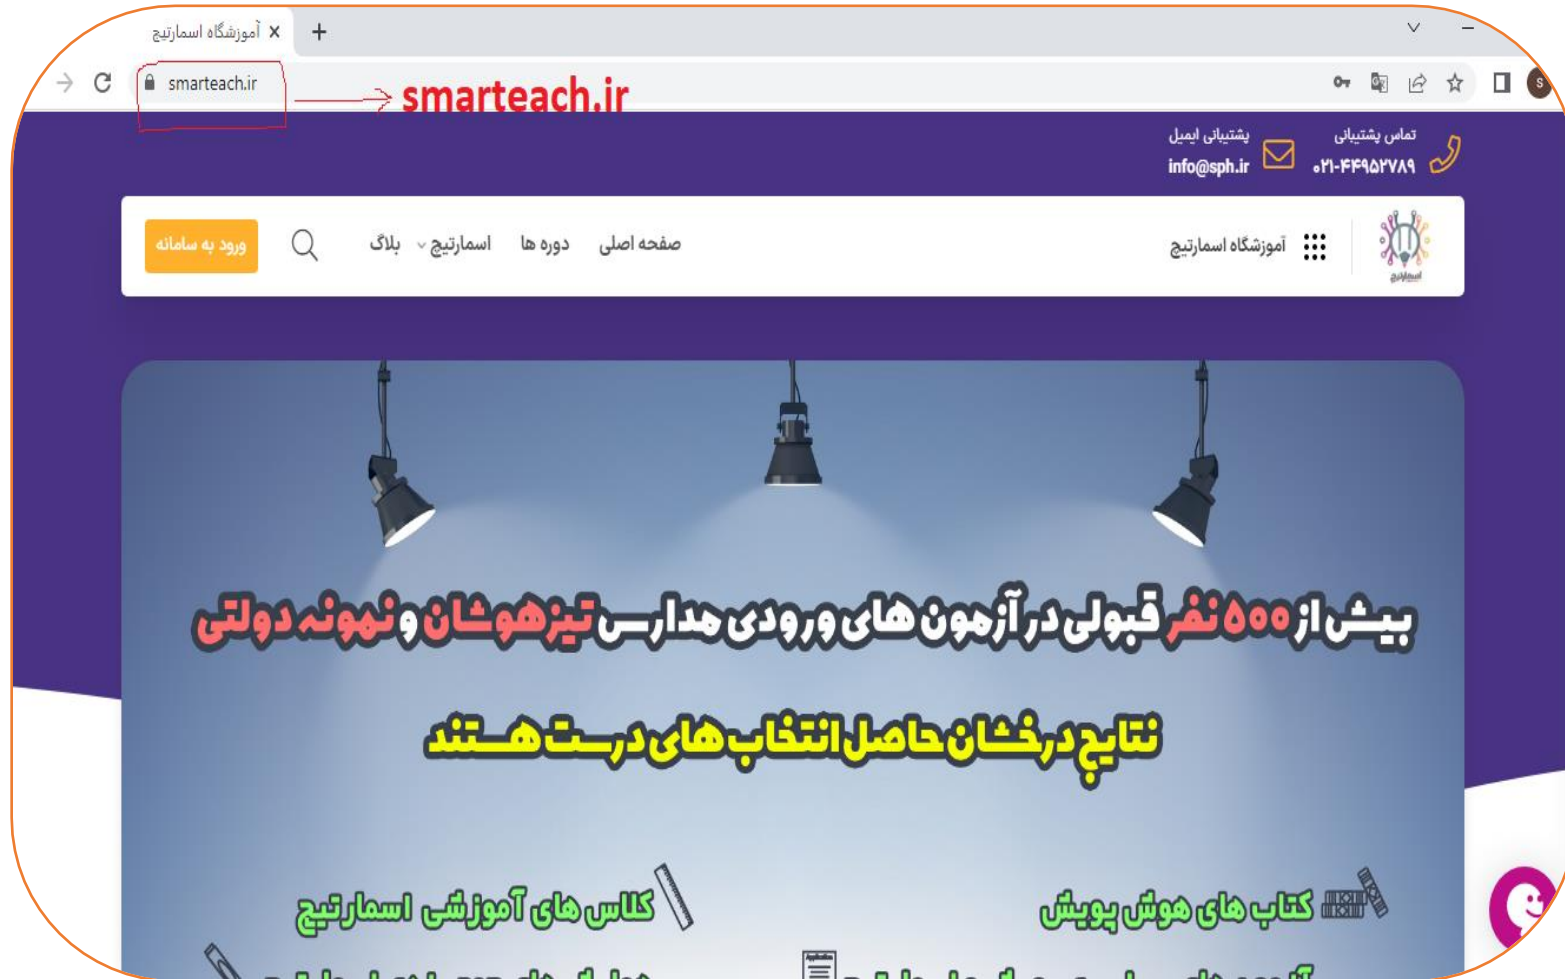 آموزشگاه اسمارتیچ
smarteach.ir
smarteach.ir
تماس پشتیبانی
۰۲۱-۴۴۹۵۲۷۸۹
پشتیبانی ایمیل
info@sph.ir
اسمارتیچ
آموزشگاه اسمارتیچ
صفحه اصلی دوره ها اسمارتیچ بلاگ
ورود به سامانه
بیش از ۵۰۰ نفر قبولی در آزمون های ورودی مدارس تیزهوشان و نمونه دولتی
نتایج درخشان حاصل انتخاب های درست هستند
کتاب های هوش پویش
کلاس های آموزشی اسمارتیچ